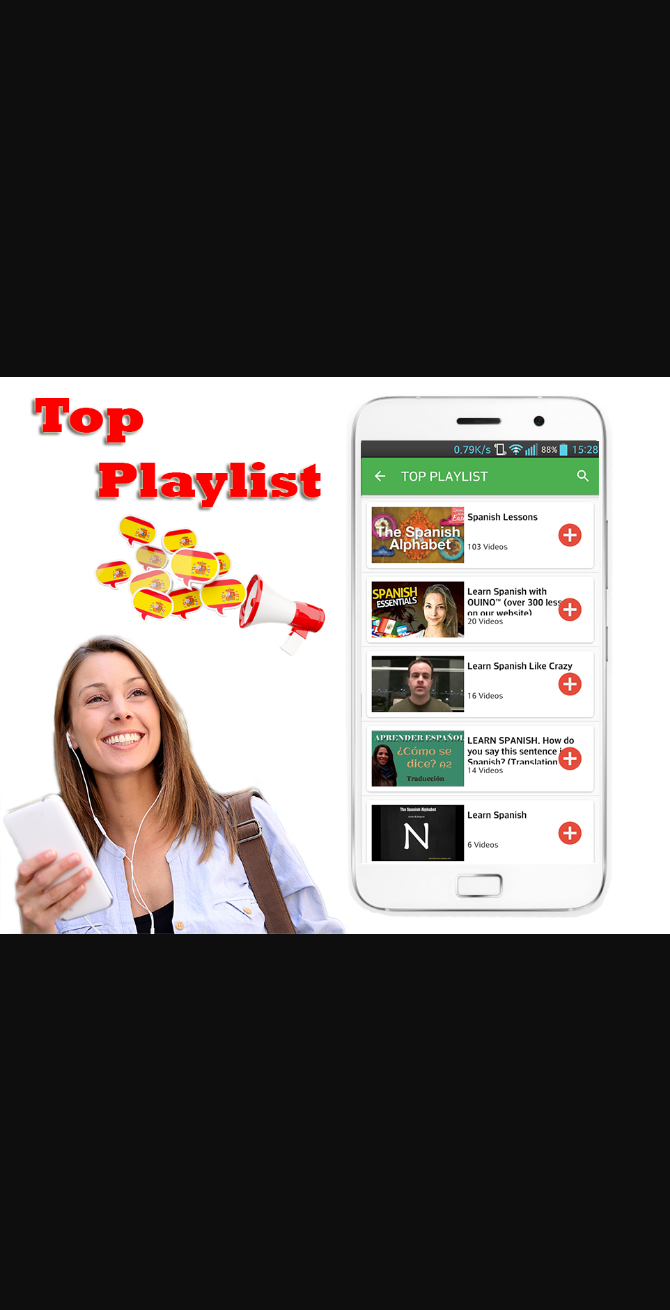 Top
Playlist
0,79K/s 88% 15:28
TOP PLAYLIST
The Spanish
Alphabet
Spanish Lessons
103 Videos
SPANISH
ESSENTIALS
Learn Spanish with
OUINO™ (over 300 less
on our website)
20 Videos
Learn Spanish Like Crazy
16 Videos
APRENDER ESPAÑOL
¿Cómo se
dice? A2
Traducción
LEARN SPANISH. How do
you say this sentence i
Spanish? (Translation
14 Videos
The Spanish Alphabet
N
Learn Spanish
6 Videos